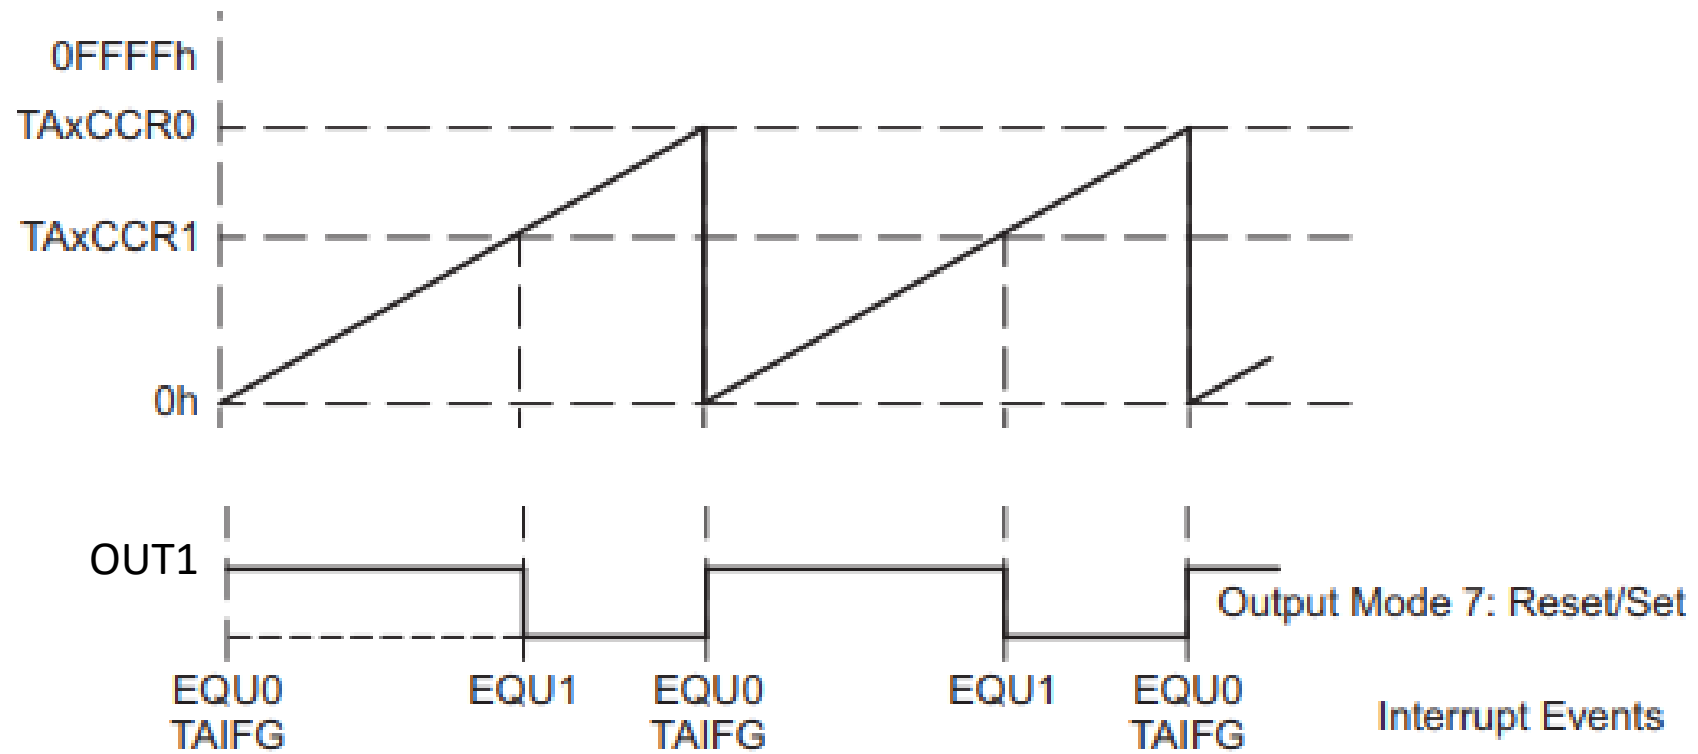 0FFFFh
TAxCCR0
TAxCCR1
0h
OUT1
Output Mode 7: Reset/Set
EQU0 EQU1 EQU0 EQU1 EQU0
TAIFG TAIFG TAIFG
Interrupt Events